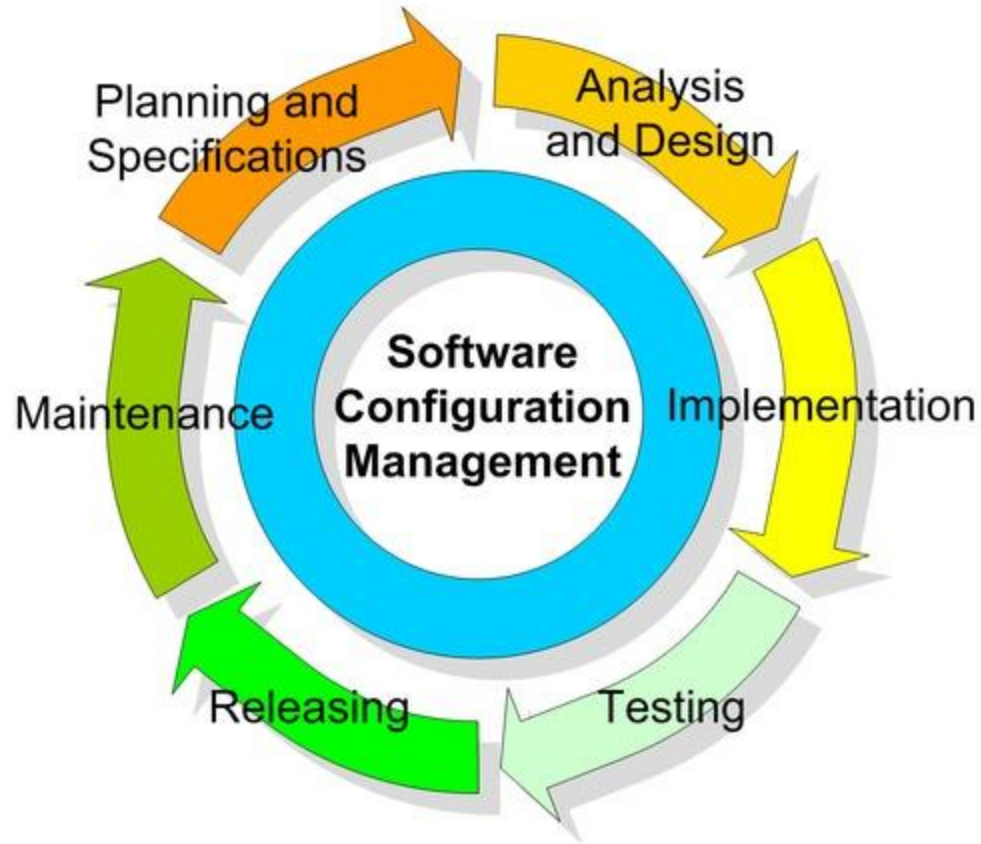 Planning and
Specifications
Analysis
and Design
Implementation
Testing
Releasing
Maintenance
Software
Configuration
Management